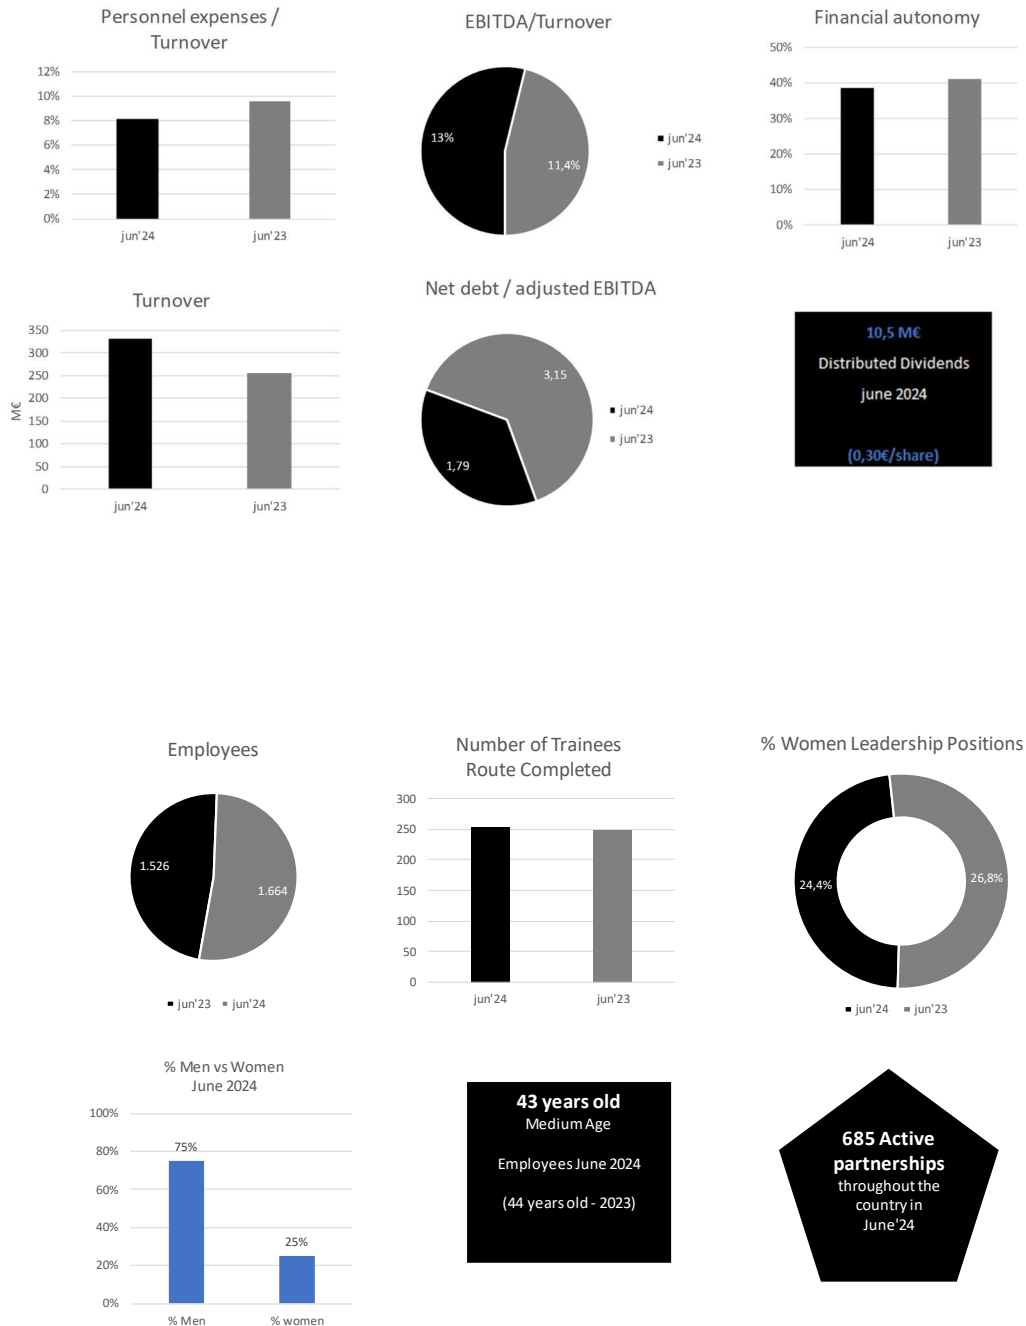 Personnel expenses /
Turnover
12%
10%
8%
6%
4%
2%
0%
jun'24
jun'23
EBITDA/Turnover
13%
11,4%
jun'24
jun'23
Financial autonomy
50%
40%
30%
20%
10%
0%
jun'24
jun'23
Turnover
M€
350
300
250
200
150
100
50
0
jun'24
jun'23
Net debt / adjusted EBITDA
3,15
1,79
jun'24
jun'23
10,5 M€
Distributed Dividends
june 2024
(0,30€/share)
Employees
1.526
1.664
jun'23 jun'24
Number of Trainees
Route Completed
300
250
200
150
100
50
0
jun'24
jun'23
% Women Leadership Positions
24,4%
26,8%
jun'24 jun'23
% Men vs Women
June 2024
100%
80%
60%
40%
20%
0%
75%
25%
% Men
% women
43 years old
Medium Age
Employees June 2024
(44 years old - 2023)
685 Active
partnerships
throughout the
country in
June'24